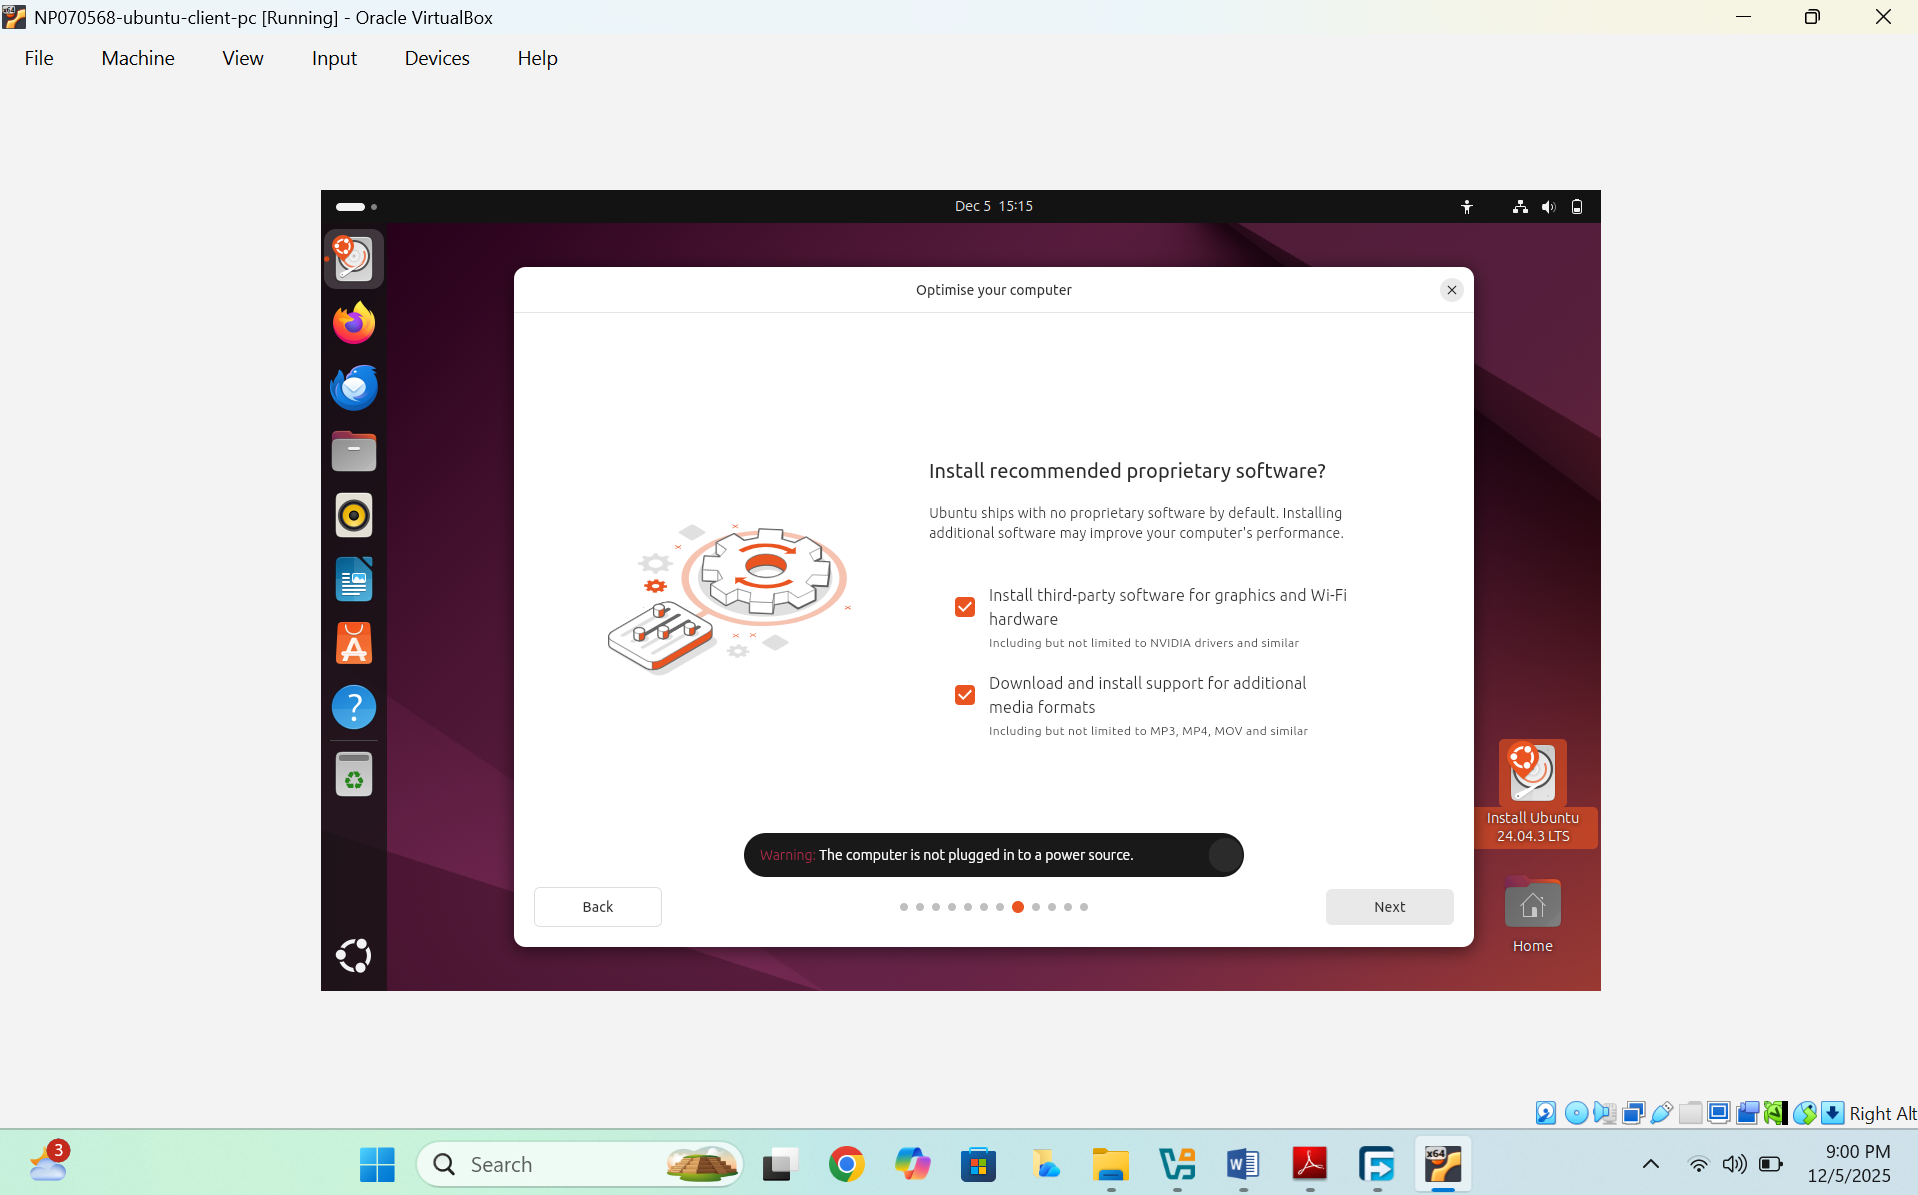 NP070568-ubuntu-client-pc [Running] - Oracle VirtualBox
File Machine View Input Devices Help
Dec 5 15:15
Optimise your computer
Install recommended proprietary software?
Ubuntu ships with no proprietary software by default. Installing
additional software may improve your computer's performance.
Install third-party software for graphics and Wi-Fi
hardware
Including but not limited to NVIDIA drivers and similar
Download and install support for additional
media formats
Including but not limited to MP3, MP4, MOV and similar
Warning: The computer is not plugged in to a power source.
Back
Next
Install Ubuntu
24.04.3 LTS
Home
Right Alt
3
Search
x64
9:00 PM
12/5/2025